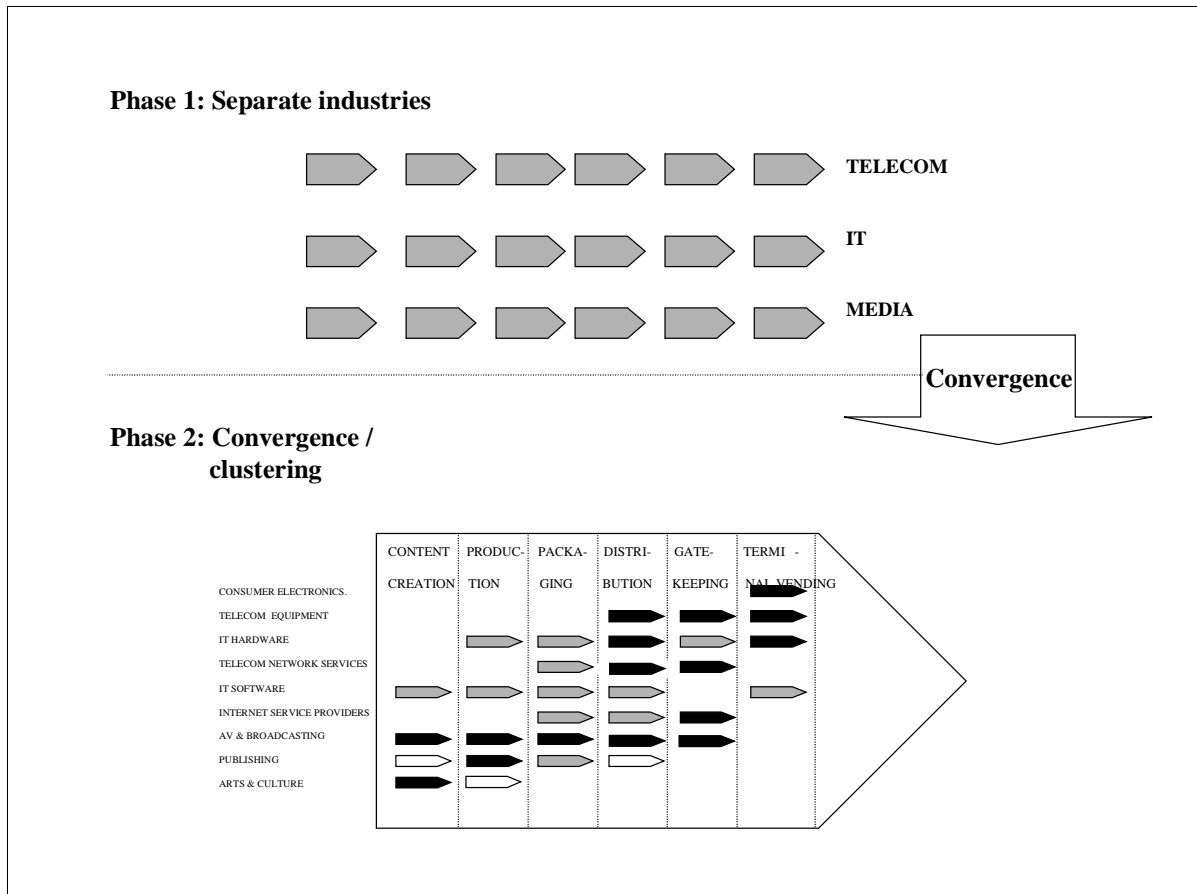 Phase 1: Separate industries
TELECOM
IT
MEDIA
Convergence
Phase 2: Convergence /
clustering
CONTENT PRODUC- PACKA- DISTRI- GATE- TERMI -
CREATION TION GING BUTION KEEPING NAL VENDING
CONSUMER ELECTRONICS.
TELECOM EQUIPMENT
IT HARDWARE
TELECOM NETWORK SERVICES
IT SOFTWARE
INTERNET SERVICE PROVIDERS
AV & BROADCASTING
PUBLISHING
ARTS & CULTURE